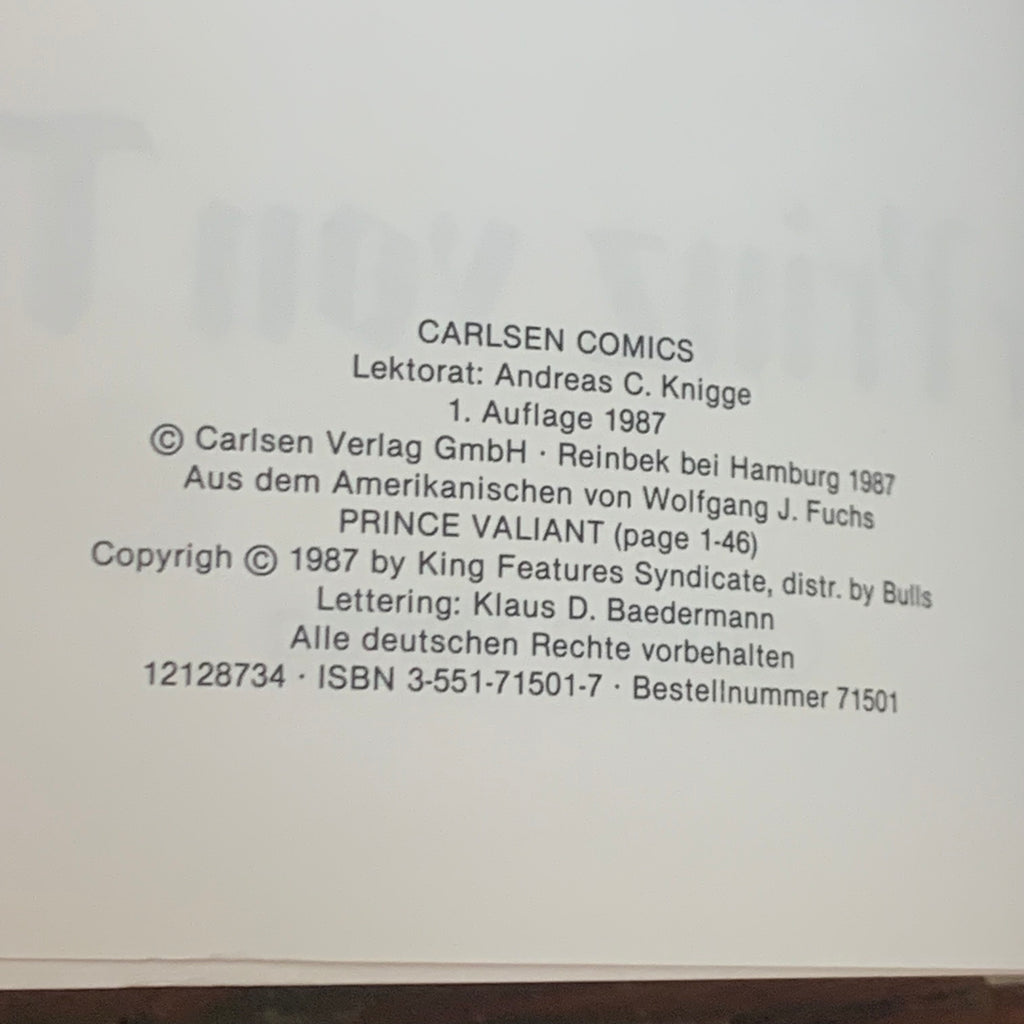 CARLSEN COMICS
Lektorat: Andreas C. Knigge
1. Auflage 1987
© Carlsen Verlag GmbH · Reinbek bei Hamburg 1987
Aus dem Amerikanischen von Wolfgang J. Fuchs
PRINCE VALIANT (page 1-46)
Copyrigh © 1987 by King Features Syndicate, distr. by Bulls
Lettering: Klaus D. Baedermann
Alle deutschen Rechte vorbehalten
12128734 · ISBN 3-551-71501-7 · Bestellnummer 71501